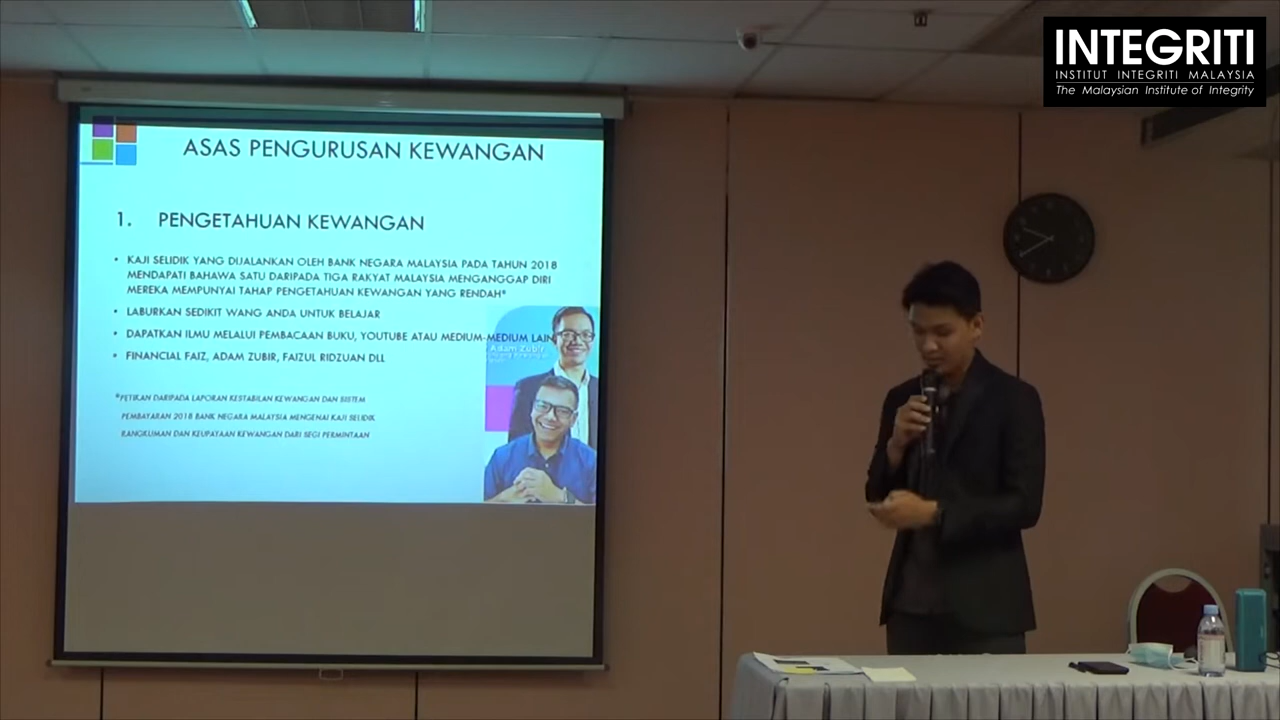 INTEGRITI
INSTITUT INTEGRITI MALAYSIA
The Malaysian Institute of Integrity
ASAS PENGURUSAN KEWANGAN
1. PENGETAHUAN KEWANGAN
• KAJI SELIDIK YANG DIJALANKAN OLEH BANK NEGARA MALAYSIA PADA TAHUN 2018
MENDAPATI BAHAWA SATU DARIPADA TIGA RAKYAT MALAYSIA MENGANGGAP DIRI
MEREKA MEMPUNYAI TAHAP PENGETAHUAN KEWANGAN YANG RENDAH*
• LABURKAN SEDIKIT WANG ANDA UNTUK BELAJAR
• DAPATKAN ILMU MELALUI PEMBACAAN BUKU, YOUTUBE ATAU MEDIUM-MEDIUM LAIN
Adam Zubir
• FINANCIAL FAIZ, ADAM ZUBIR, FAIZUL RIDZUAN DLL
*PETIKAN DARIPADA LAPORAN KESTABILAN KEWANGAN DAN SISTEM
PEMBAYARAN 2018 BANK NEGARA MALAYSIA MENGENAI KAJI SELIDIK
RANGKUMAN DAN KEUPAYAAN KEWANGAN DARI SEGI PERMINTAAN